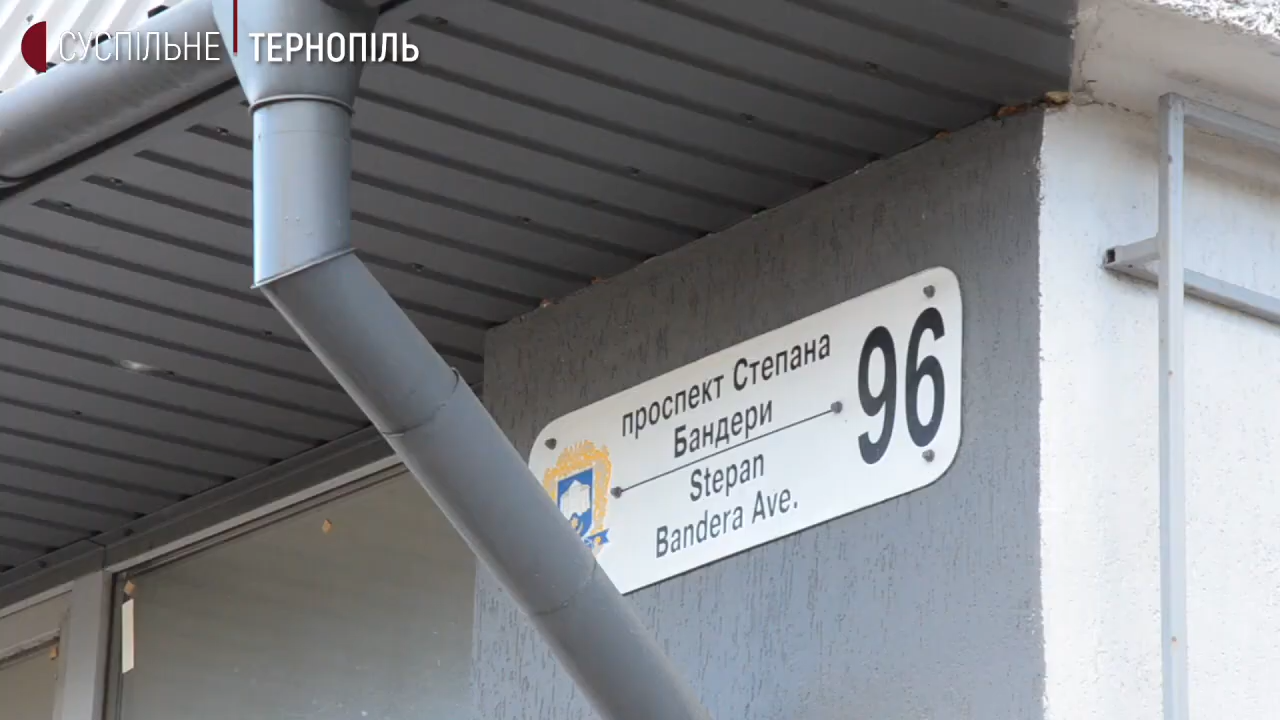 СУСПІЛЬНЕ ТЕРНОПІЛЬ
проспект Степана
Бандери
Stepan
Bandera Ave.
96